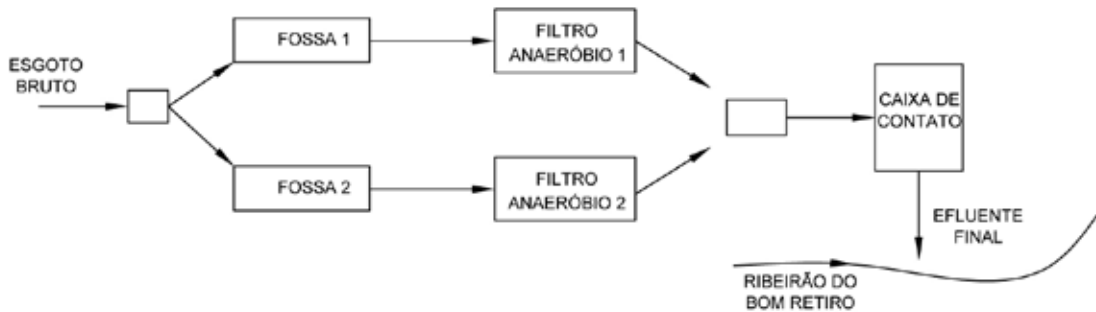 ESGOTO
BRUTO
FOSSA 1
FILTRO
ANAERÓBIO 1
FOSSA 2
FILTRO
ANAERÓBIO 2
CAIXA DE
CONTATO
EFLUENTE
FINAL
RIBEIRÃO DO
BOM RETIRO